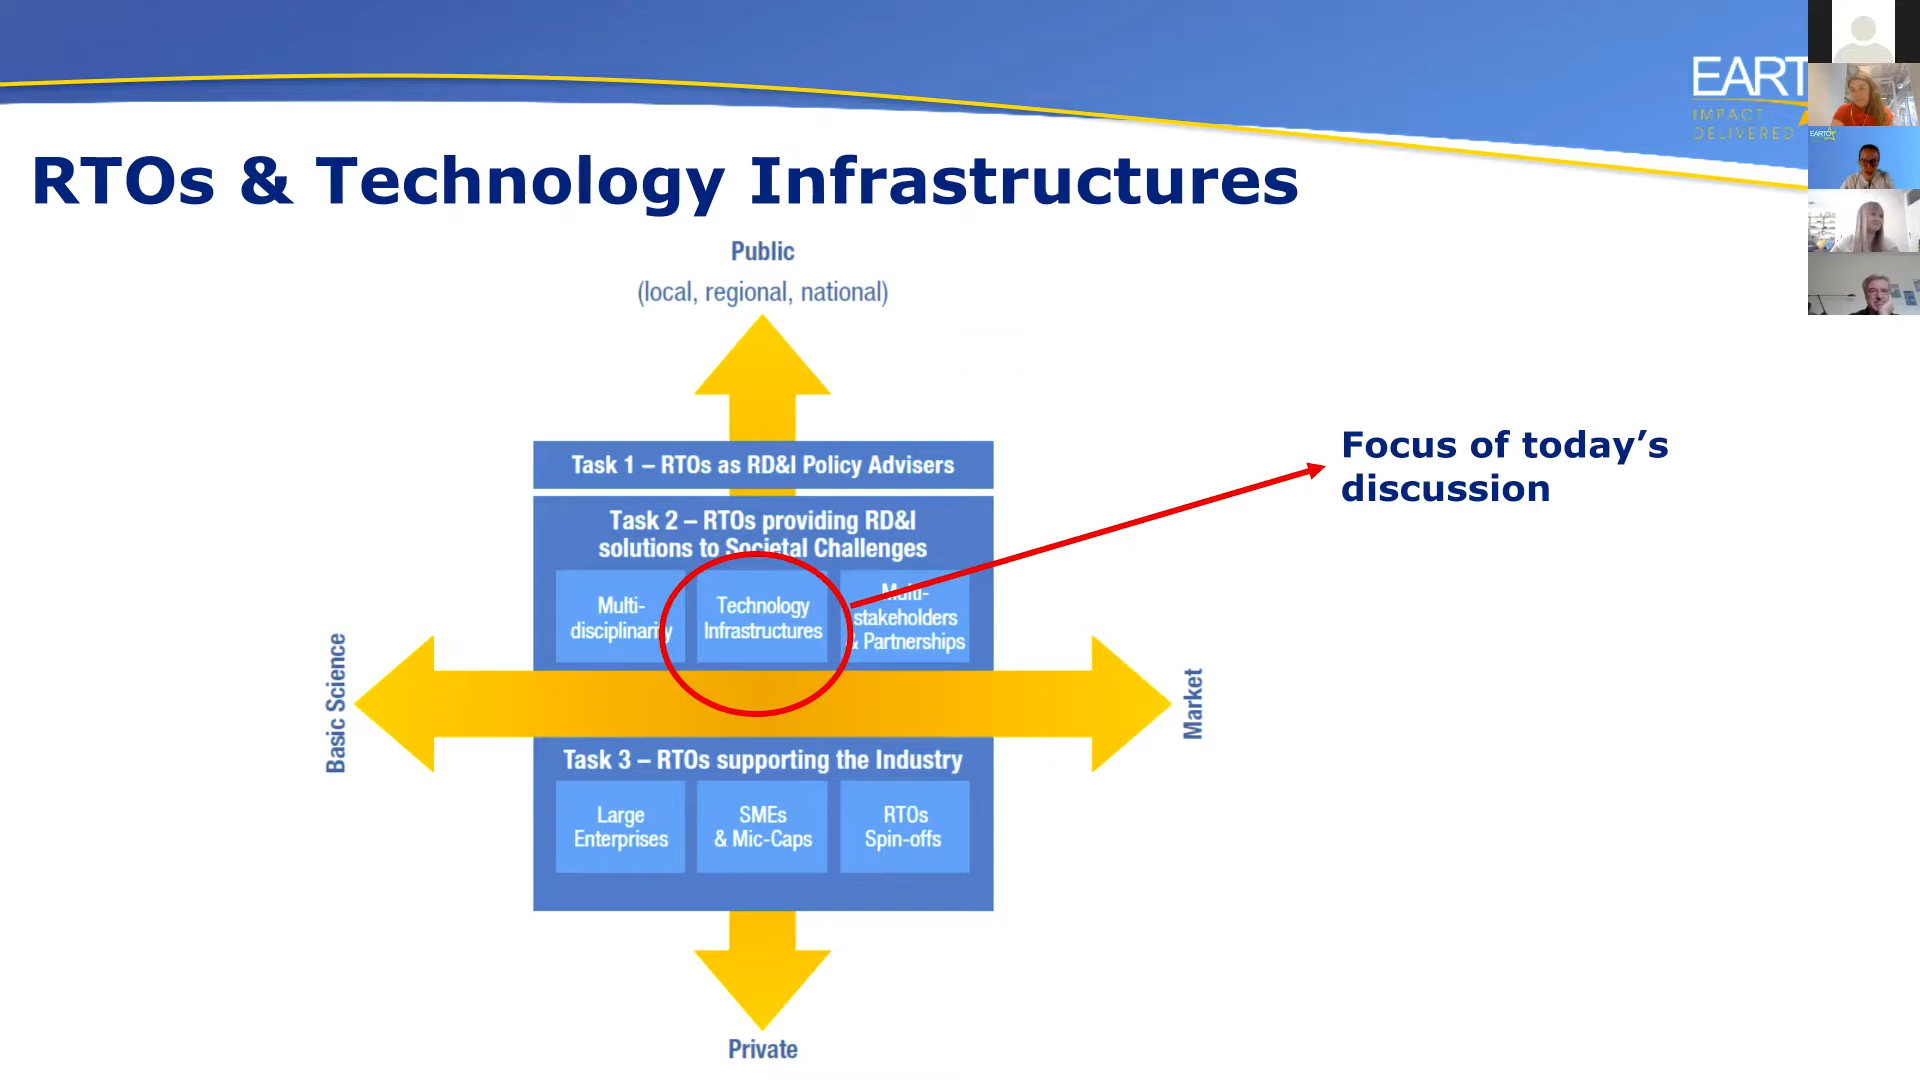 EART
IMPACT
DELIVERED
EARTO
RTOs & Technology Infrastructures
Public
(local, regional, national)
Focus of today’s
discussion
Task 1 – RTOs as RD&I Policy Advisers
Task 2 – RTOs providing RD&I
solutions to Societal Challenges
Multi-
disciplinarity
Technology
Infrastructures
Multi-
stakeholders
& Partnerships
Basic Science
Market
Task 3 – RTOs supporting the Industry
Large
Enterprises
SMEs
& Mic-Caps
RTOs
Spin-offs
Private